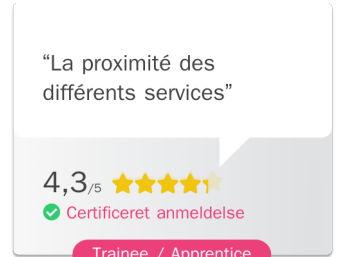 “La proximité des
différents services”
4,3/5
Certificeret anmeldelse
Trainee / Apprentice